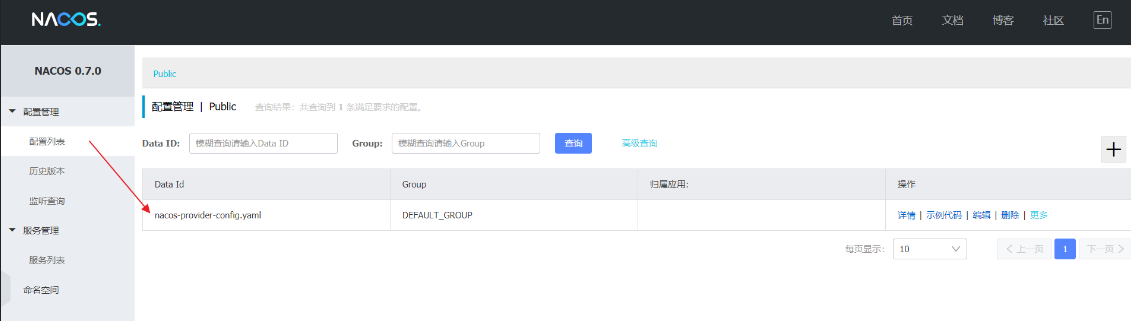 NACOS.
首页 文档 博客 社区 En
NACOS 0.7.0
配置管理
配置列表
历史版本
监听查询
服务管理
服务列表
命名空间
Public
配置管理 | Public 查询结果：共查询到 1 条满足要求的配置。
Data ID: 模糊查询请输入Data ID Group: 模糊查询请输入Group 查询 高级查询
Data Id Group 归属应用: 操作
nacos-provider-config.yaml DEFAULT_GROUP 详情 | 示例代码 | 编辑 | 删除 | 更多
每页显示: 10 上一页 1 下一页